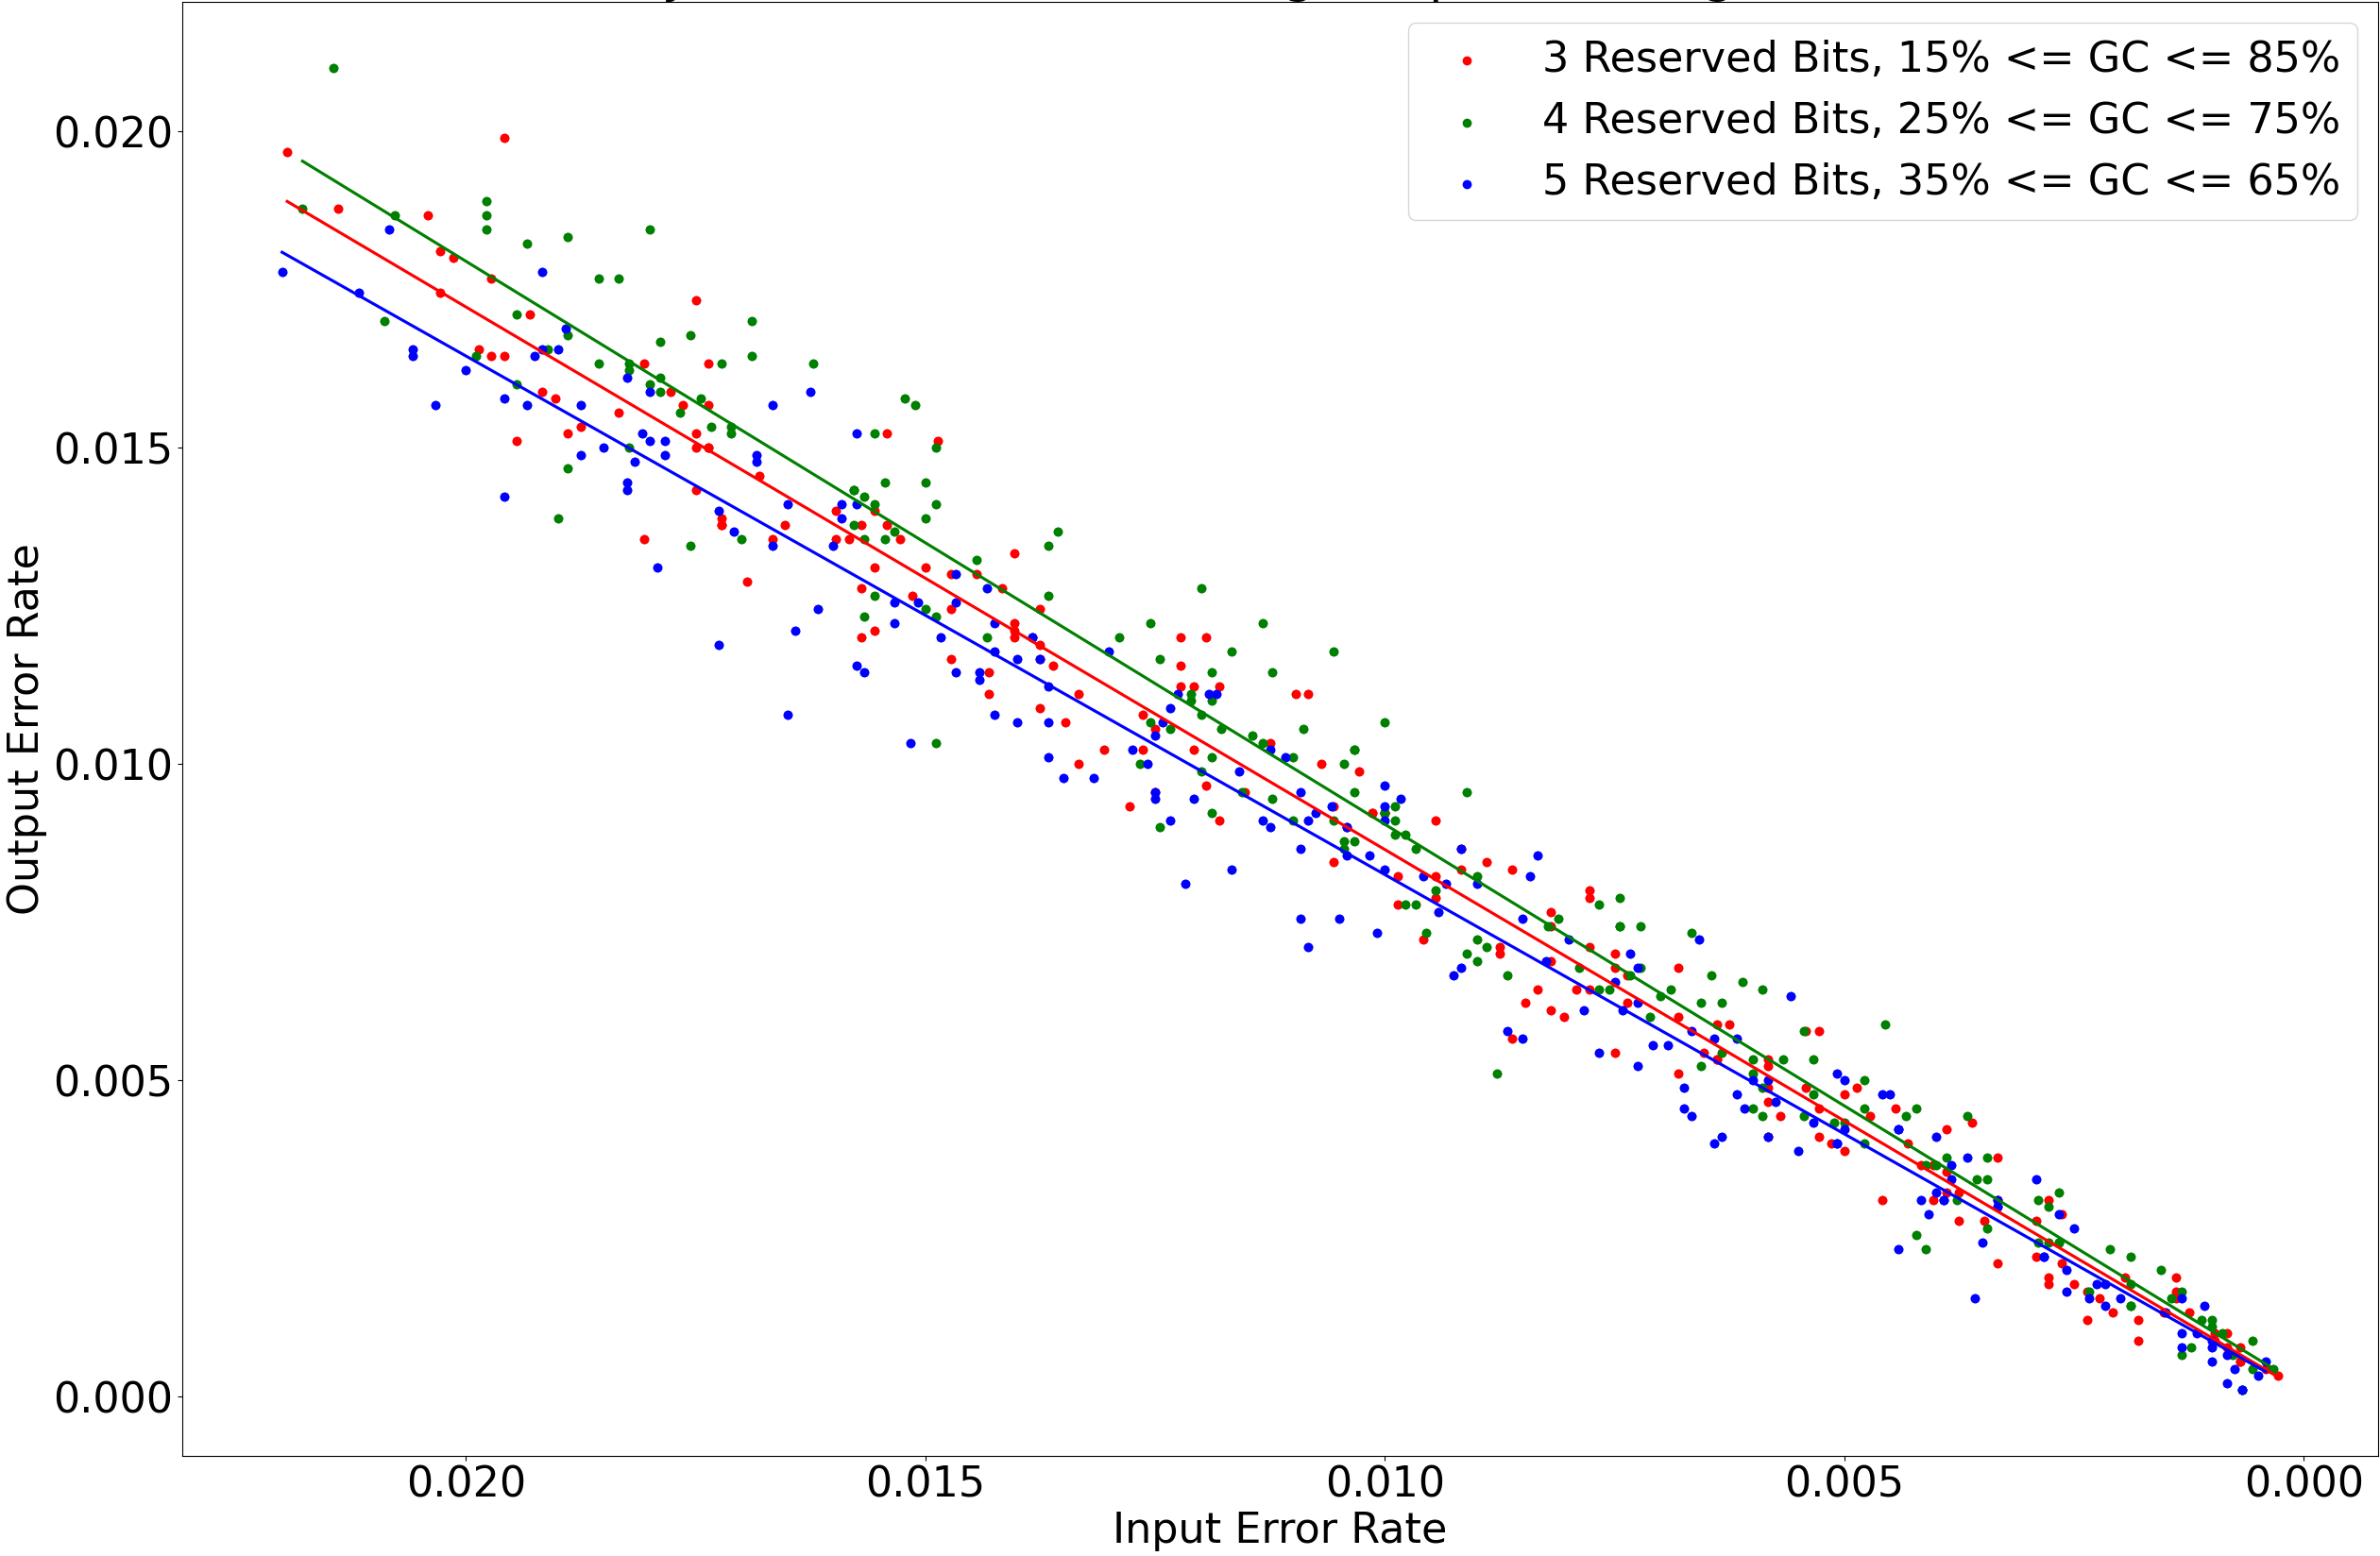 3 Reserved Bits, 15% <= GC <= 85%
4 Reserved Bits, 25% <= GC <= 75%
5 Reserved Bits, 35% <= GC <= 65%
0.020
0.015
0.010
0.005
0.000
Output Error Rate
0.020 0.015 0.010 0.005 0.000
Input Error Rate